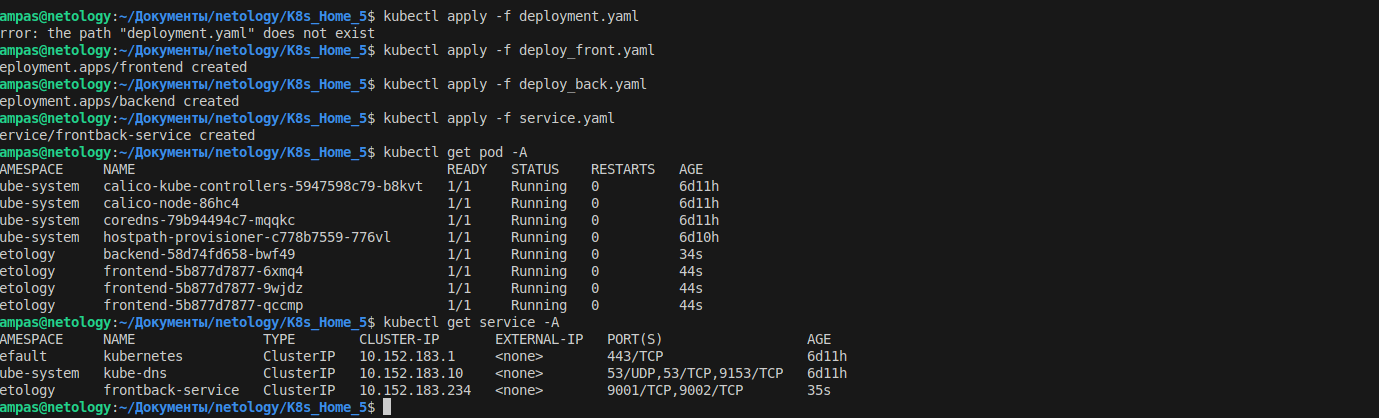 ampas@netology:~/Документы/netology/K8s_Home_5$ kubectl apply -f deployment.yaml
rror: the path "deployment.yaml" does not exist
ampas@netology:~/Документы/netology/K8s_Home_5$ kubectl apply -f deploy_front.yaml
eployment.apps/frontend created
ampas@netology:~/Документы/netology/K8s_Home_5$ kubectl apply -f deploy_back.yaml
eployment.apps/backend created
ampas@netology:~/Документы/netology/K8s_Home_5$ kubectl apply -f service.yaml
ervice/frontback-service created
ampas@netology:~/Документы/netology/K8s_Home_5$ kubectl get pod -A
AMESPACE     NAME                                       READY   STATUS    RESTARTS   AGE
ube-system   calico-kube-controllers-5947598c79-b8kvt   1/1     Running   0          6d11h
ube-system   calico-node-86hc4                          1/1     Running   0          6d11h
ube-system   coredns-79b94494c7-mqqkc                   1/1     Running   0          6d11h
ube-system   hostpath-provisioner-c778b7559-776vl       1/1     Running   0          6d10h
etology      backend-58d74fd658-bwf49                   1/1     Running   0          34s
etology      frontend-5b877d7877-6xmq4                  1/1     Running   0          44s
etology      frontend-5b877d7877-9wjdz                  1/1     Running   0          44s
etology      frontend-5b877d7877-qccmp                  1/1     Running   0          44s
ampas@netology:~/Документы/netology/K8s_Home_5$ kubectl get service -A
AMESPACE     NAME                TYPE        CLUSTER-IP       EXTERNAL-IP   PORT(S)                  AGE
efault       kubernetes          ClusterIP   10.152.183.1     <none>        443/TCP                  6d11h
ube-system   kube-dns            ClusterIP   10.152.183.10    <none>        53/UDP,53/TCP,9153/TCP   6d11h
etology      frontback-service   ClusterIP   10.152.183.234   <none>        9001/TCP,9002/TCP        35s
ampas@netology:~/Документы/netology/K8s_Home_5$